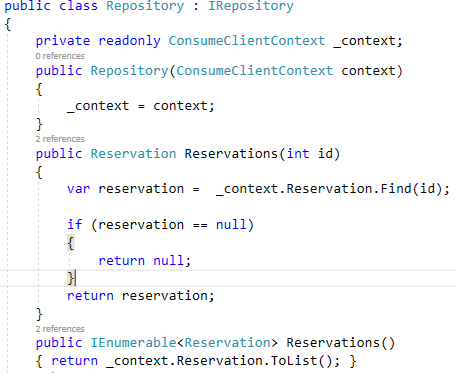 public class Repository : IRepository
{
private readonly ConsumeClientContext _context;
0 references
public Repository(ConsumeClientContext context)
{
_context = context;
}
2 references
public Reservation Reservations(int id)
{
var reservation =  _context.Reservation.Find(id);
if (reservation == null)
{
return null;
}
return reservation;
}
2 references
public IEnumerable<Reservation> Reservations()
{ return _context.Reservation.ToList(); }